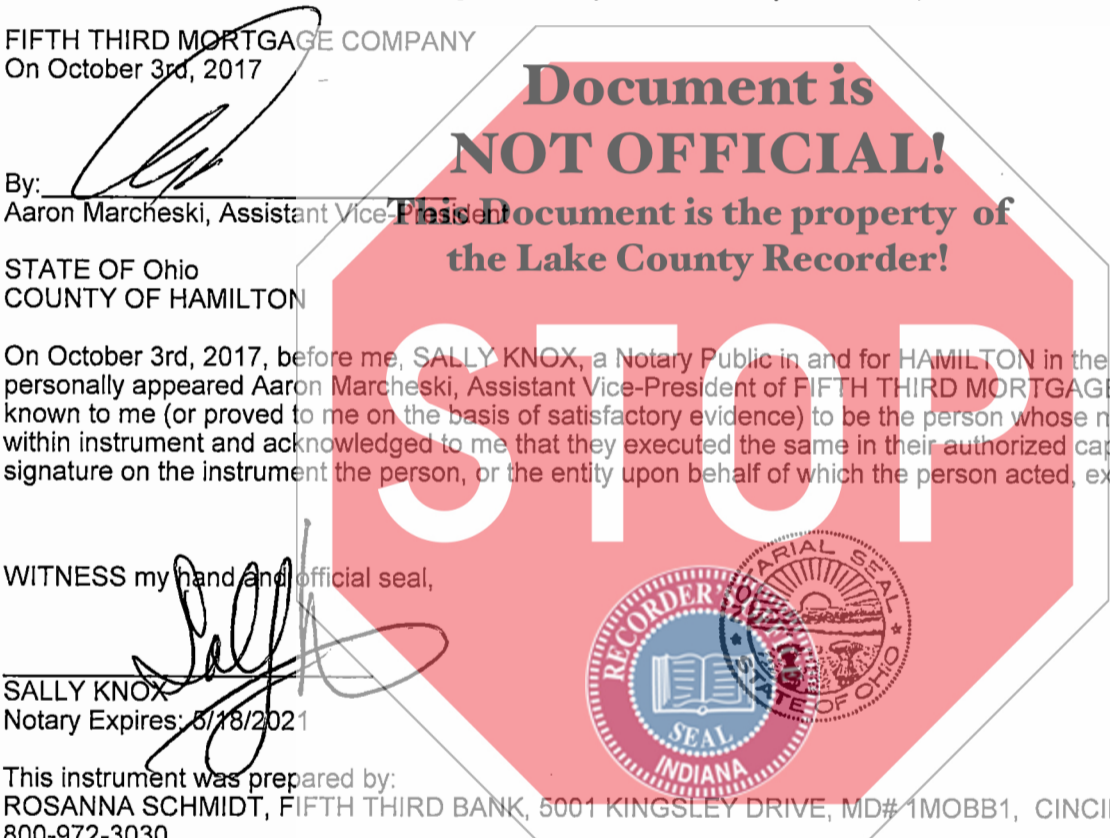 FIFTH THIRD MORTGAGE COMPANY
On October 3rd, 2017
Document is
NOT OFFICIAL!
By:
Aaron Marcheski, Assistant Vice-President
This Document is the property of
the Lake County Recorder!
STATE OF Ohio
COUNTY OF HAMILTON
STOP
On October 3rd, 2017, before me, SALLY KNOX, a Notary Public in and for HAMILTON in the
personally appeared Aaron Marcheski, Assistant Vice-President of FIFTH THIRD MORTGAGE
known to me (or proved to me on the basis of satisfactory evidence) to be the person whose n
within instrument and acknowledged to me that they executed the same in their authorized cap
signature on the instrument the person, or the entity upon behalf of which the person acted, ex
WITNESS my hand and official seal,
NOTARIAL SEAL
STATE OF OHIO
RECORDER'S OFFICE
SEAL
INDIANA
SALLY KNOX
Notary Expires: 5/18/2021
This instrument was prepared by:
ROSANNA SCHMIDT, FIFTH THIRD BANK, 5001 KINGSLEY DRIVE, MD# 1MOBB1, CINCI
800-972-3030